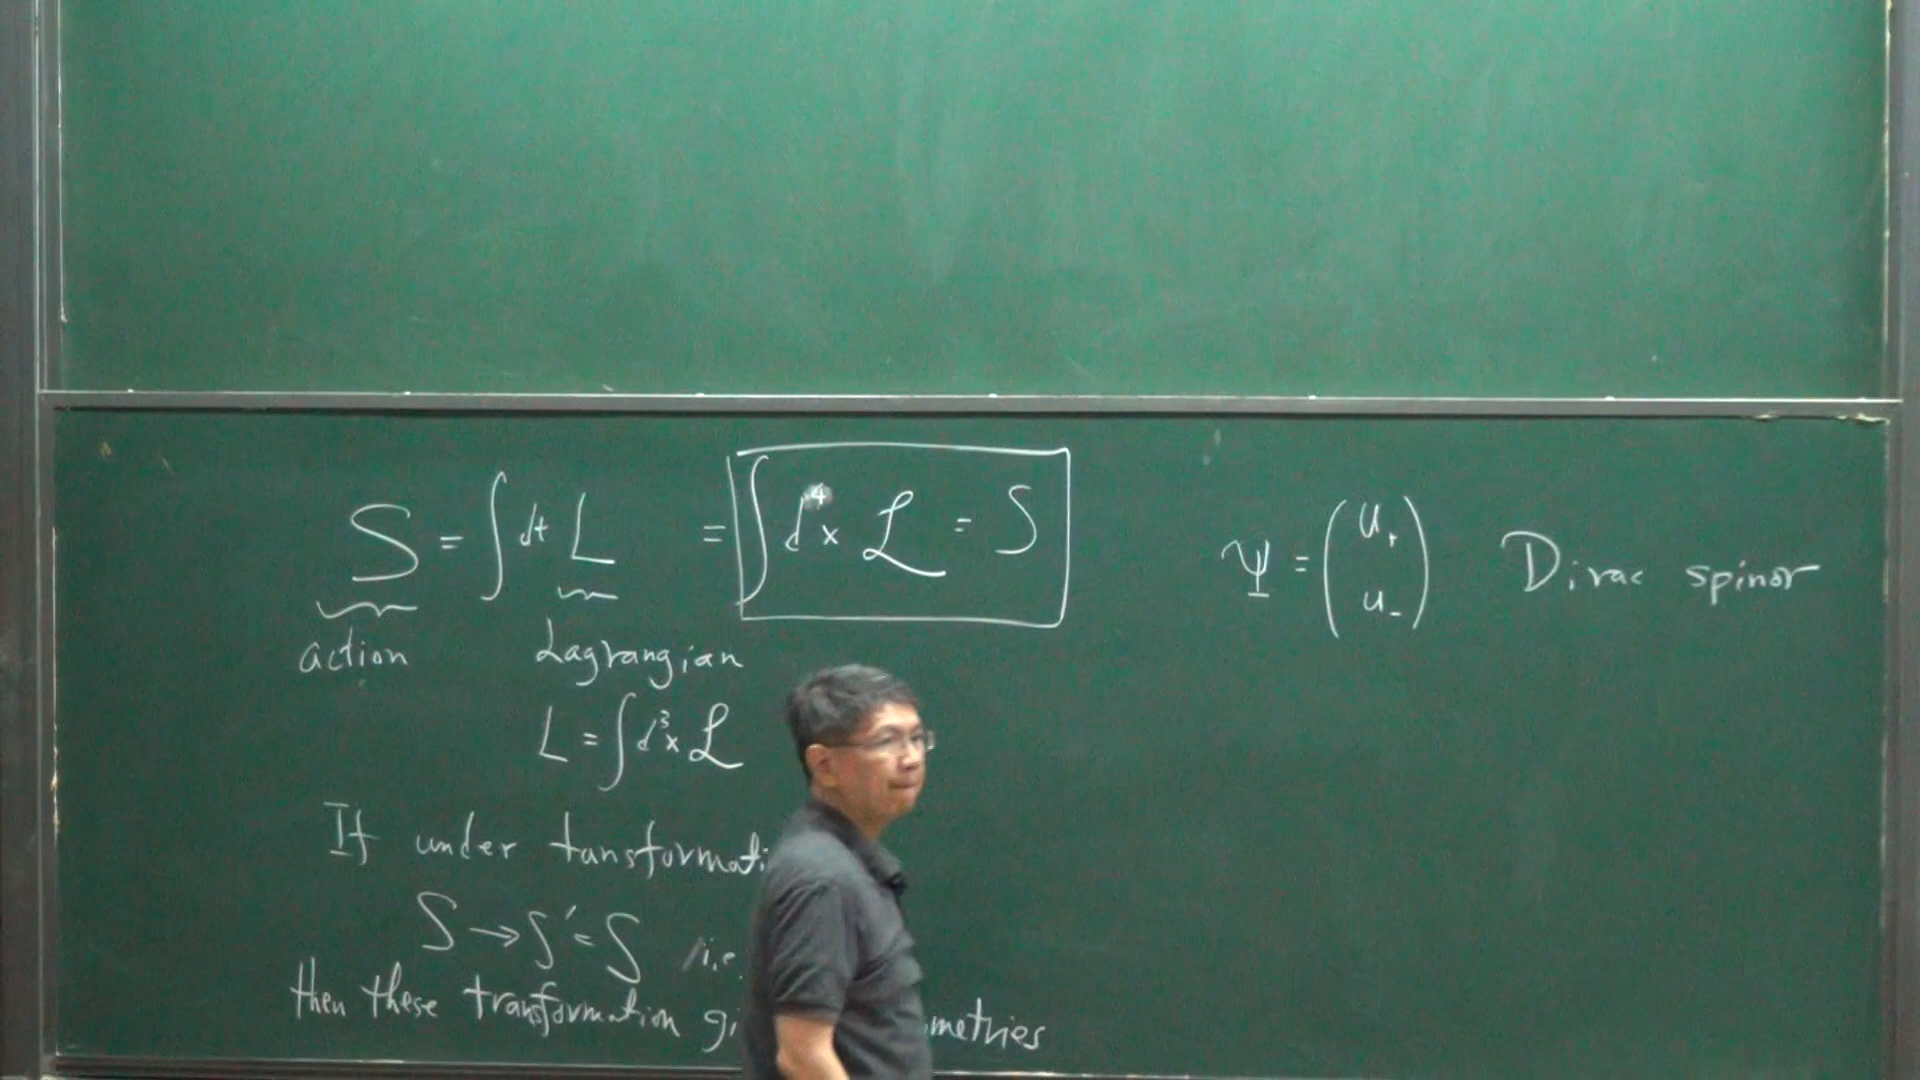 S = ∫ dt L = ∫ d⁴x ℒ = S
action Lagrangian
L = ∫ d³x ℒ
If under tansformati
S → S' = S i.e.
then these transformation gi metries
Ψ = ( u₊ u₋ ) Dirac spinor